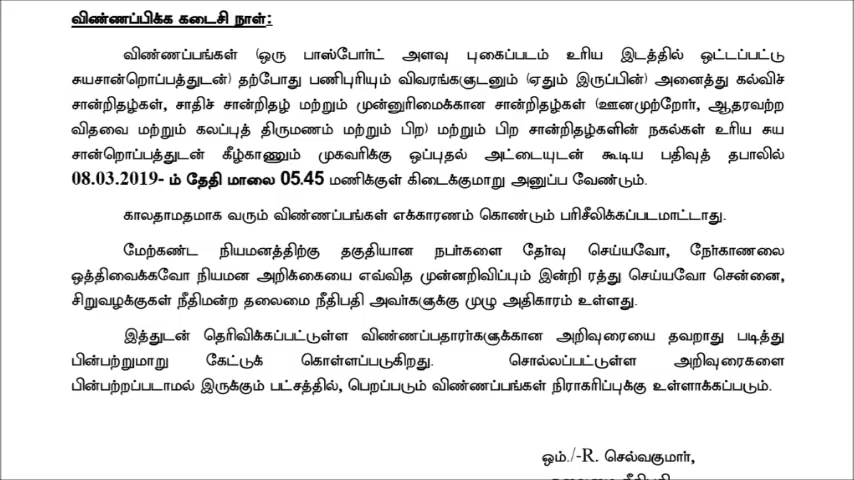 விண்ணப்பிக்க கடைசி நாள்:
விண்ணப்பங்கள் (ஒரு பாஸ்போர்ட் அளவு புகைப்படம் உரிய இடத்தில் ஒட்டப்பட்டு
சுயசான்றொப்பத்துடன்) தற்போது பணிபுரியும் விவரங்களுடனும் (ஏதும் இருப்பின்) அனைத்து கல்விச்
சான்றிதழ்கள், சாதிச் சான்றிதழ் மற்றும் முன்னுரிமைக்கான சான்றிதழ்கள் (ஊனமுற்றோர், ஆதரவற்ற
விதவை மற்றும் கலப்புத் திருமணம் மற்றும் பிற) மற்றும் பிற சான்றிதழ்களின் நகல்கள் உரிய சுய
சான்றொப்பத்துடன் கீழ்காணும் முகவரிக்கு ஒப்புதல் அட்டையுடன் கூடிய பதிவுத் தபாலில்
08.03.2019- ம் தேதி மாலை 05.45 மணிக்குள் கிடைக்குமாறு அனுப்ப வேண்டும்.
காலதாமதமாக வரும் விண்ணப்பங்கள் எக்காரணம் கொண்டும் பரிசீலிக்கப்படமாட்டாது.
மேற்கண்ட நியமனத்திற்கு தகுதியான நபர்களை தேர்வு செய்யவோ, நேர்காணலை
ஒத்திவைக்கவோ நியமன அறிக்கையை எவ்வித முன்னறிவிப்பும் இன்றி ரத்து செய்யவோ சென்னை,
சிறுவழக்குகள் நீதிமன்ற தலைமை நீதிபதி அவர்களுக்கு முழு அதிகாரம் உள்ளது.
இத்துடன் தெரிவிக்கப்பட்டுள்ள விண்ணப்பதாரர்களுக்கான அறிவுரையை தவறாது படித்து
பின்பற்றுமாறு கேட்டுக் கொள்ளப்படுகிறது. சொல்லப்பட்டுள்ள அறிவுரைகளை
பின்பற்றப்படாமல் இருக்கும் பட்சத்தில், பெறப்படும் விண்ணப்பங்கள் நிராகரிப்புக்கு உள்ளாக்கப்படும்.
ஒம்./-R. செல்வகுமார்,